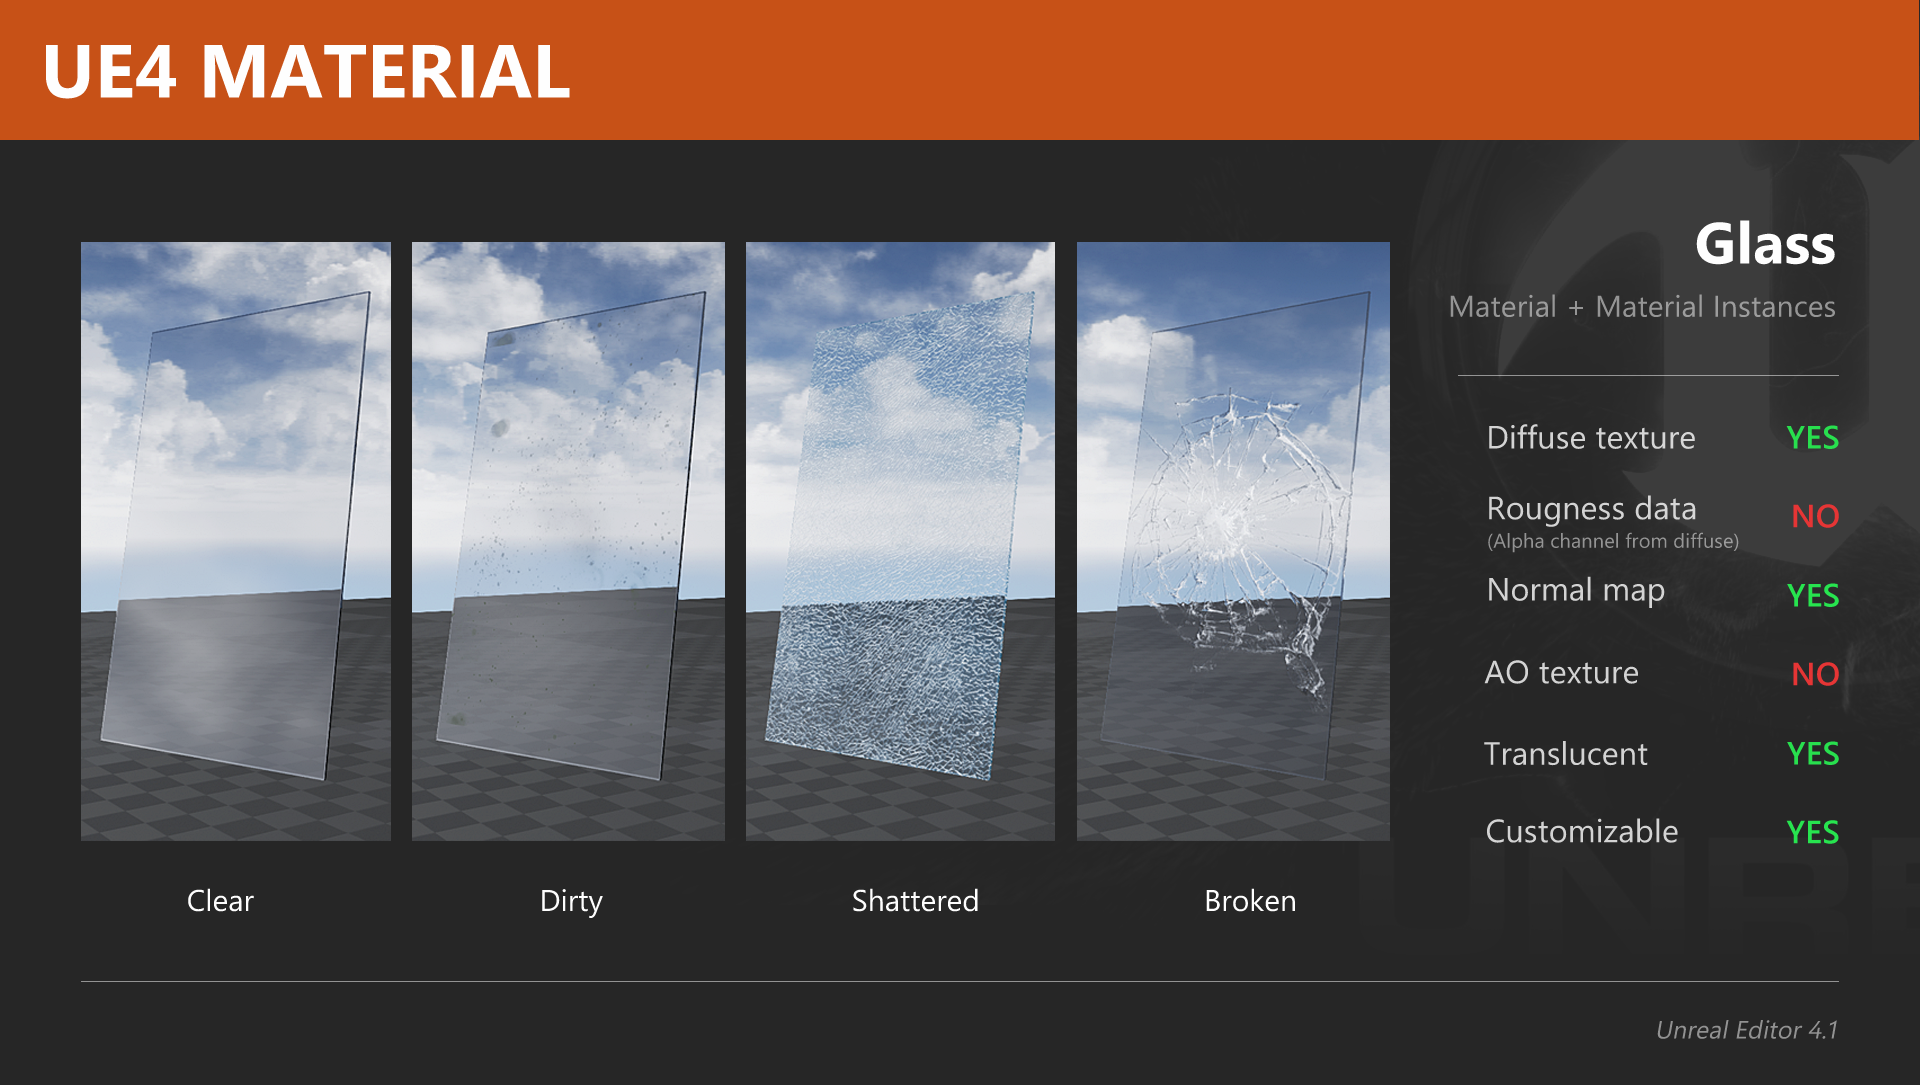 UE4 MATERIAL
Glass
Material + Material Instances
Diffuse texture YES
Rougness data NO
(Alpha channel from diffuse)
Normal map YES
AO texture NO
Translucent YES
Customizable YES
Clear Dirty Shattered Broken
Unreal Editor 4.1